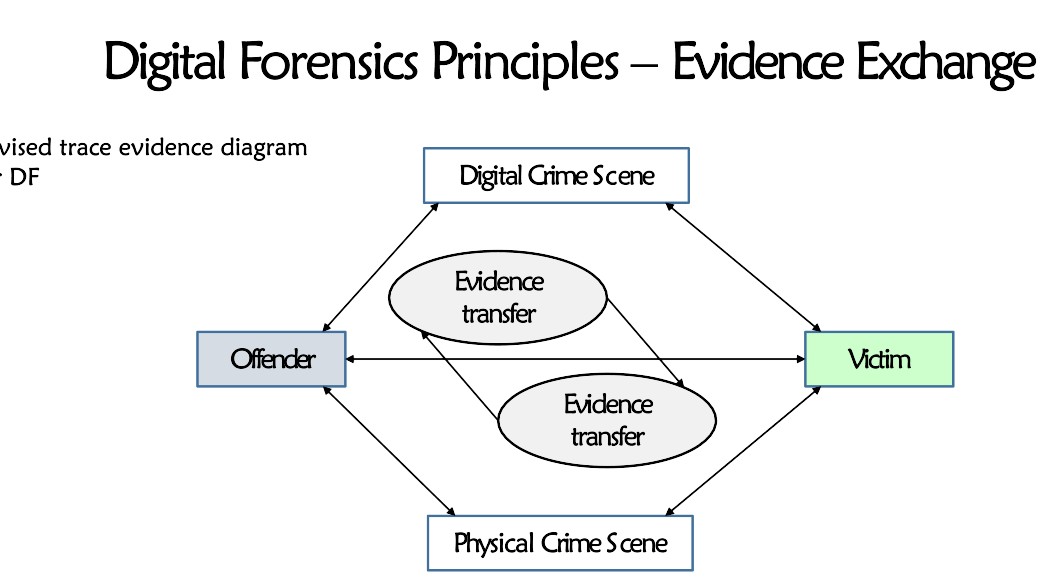 Digital Forensics Principles – Evidence Exchange
vised trace evidence diagram
DF
Digital Crime Scene
Evidence
transfer
Offender
Victim
Evidence
transfer
Physical Crime Scene